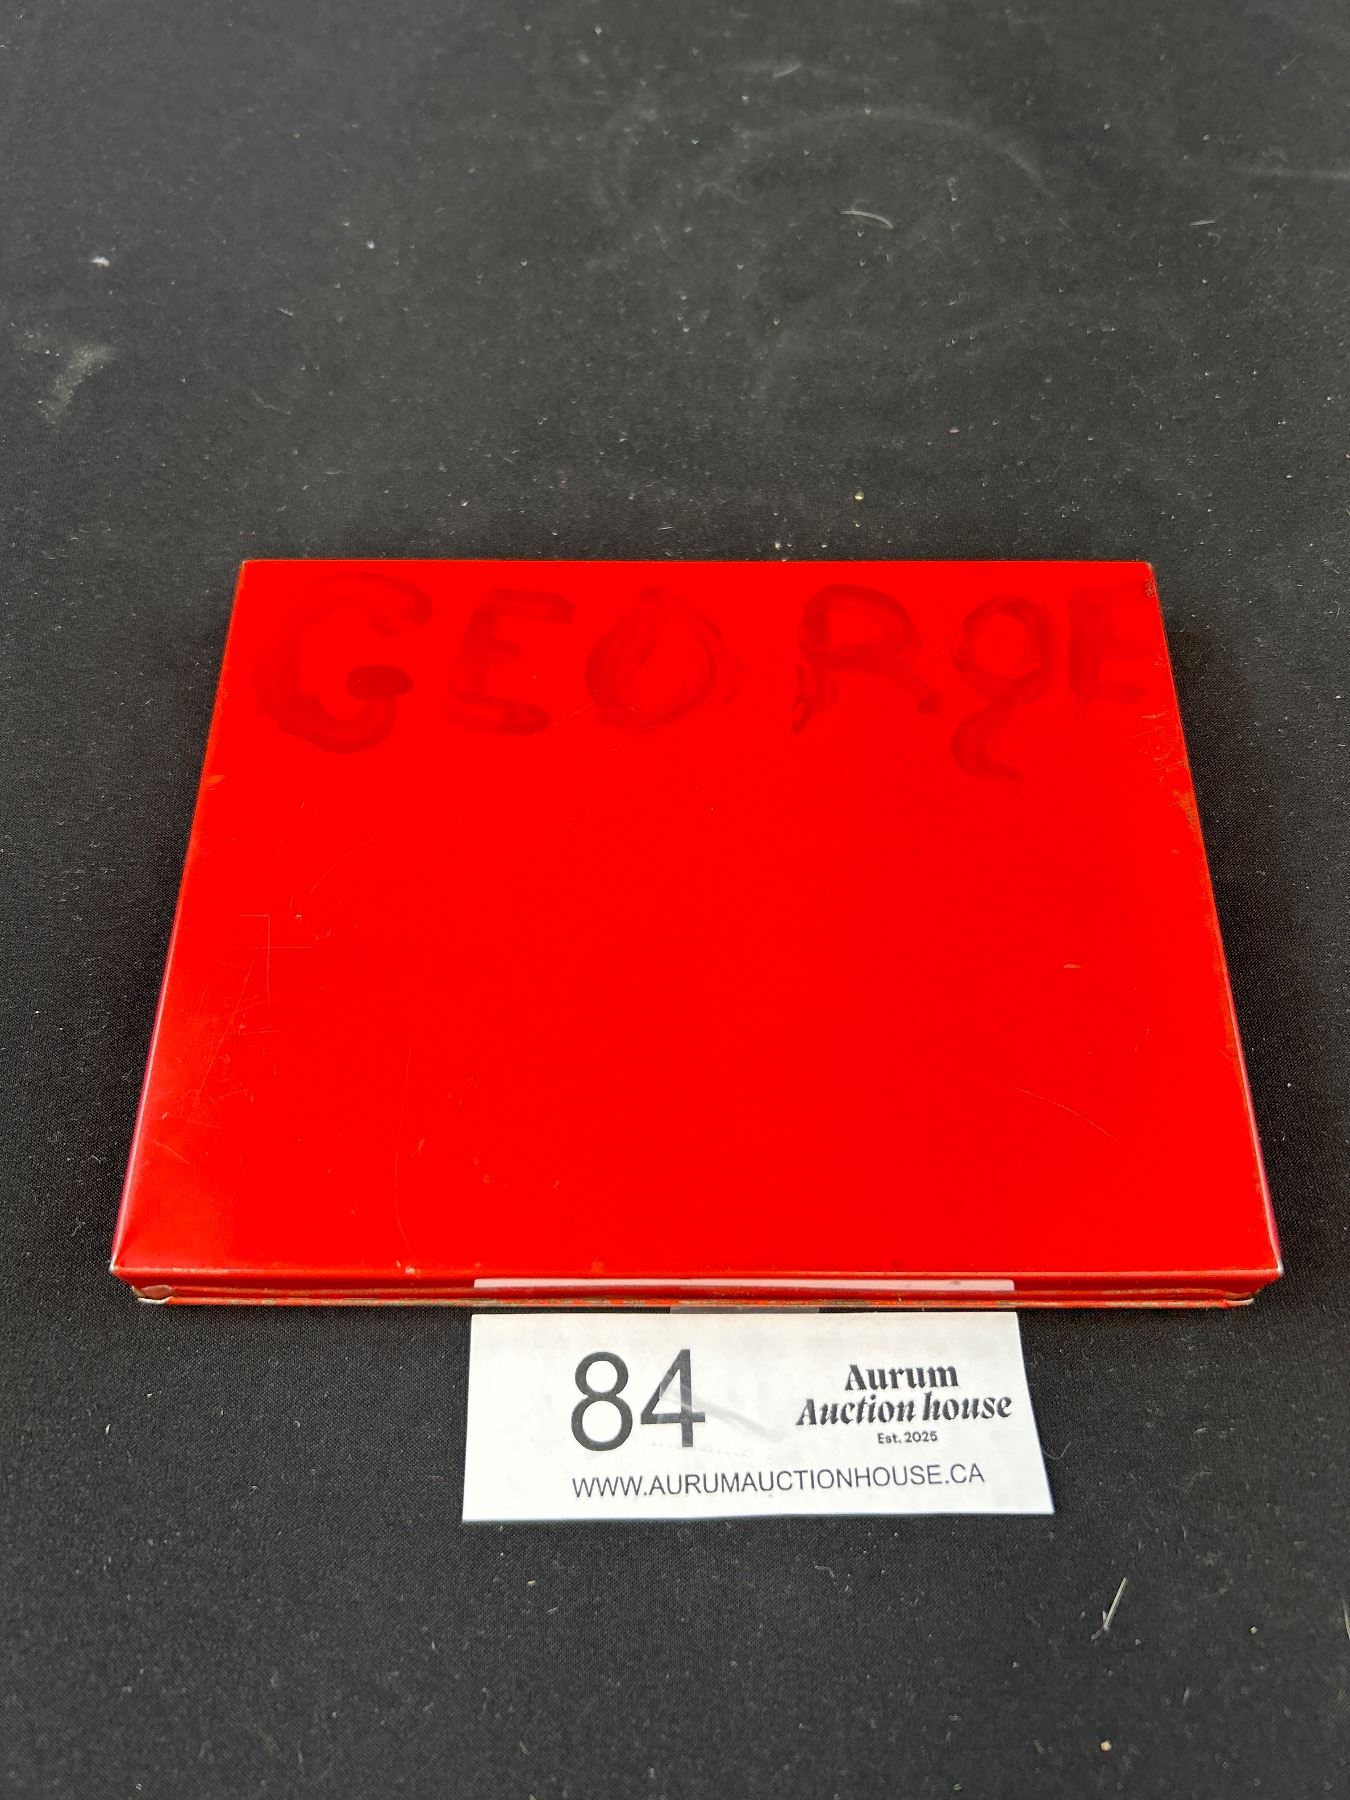 GEORgE
84
Aurum
Auction house
Est. 2025
WWW.AURUMAUCTIONHOUSE.CA